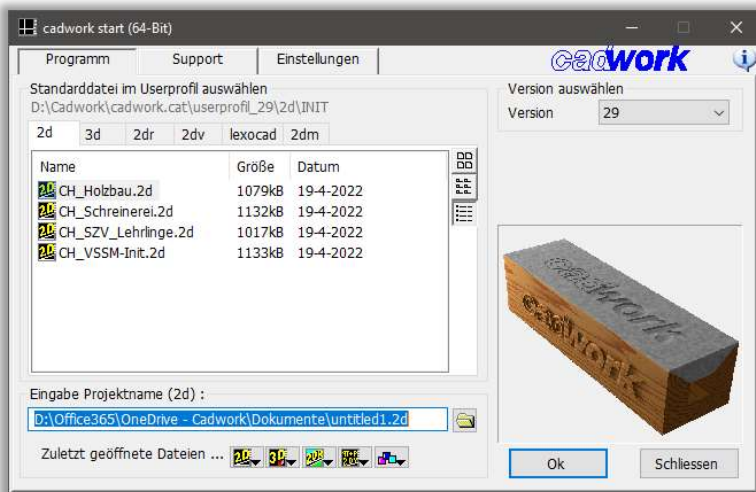 cadwork start (64-Bit)
Programm Support Einstellungen
cadwork
Standarddatei im Userprofil auswählen
D:\Cadwork\cadwork.cat\userprofil_29\2d\INIT
2d 3d 2dr 2dv lexocad 2dm
Name Größe Datum
CH_Holzbau.2d 1079kB 19-4-2022
CH_Schreinerei.2d 1132kB 19-4-2022
CH_SZV_Lehrlinge.2d 1017kB 19-4-2022
CH_VSSM-Init.2d 1133kB 19-4-2022
Eingabe Projektname (2d) :
D:\Office365\OneDrive - Cadwork\Dokumente\untitled1.2d
Zuletzt geöffnete Dateien ...
Version auswählen
Version 29
cadwork
cadwork
Ok Schliessen